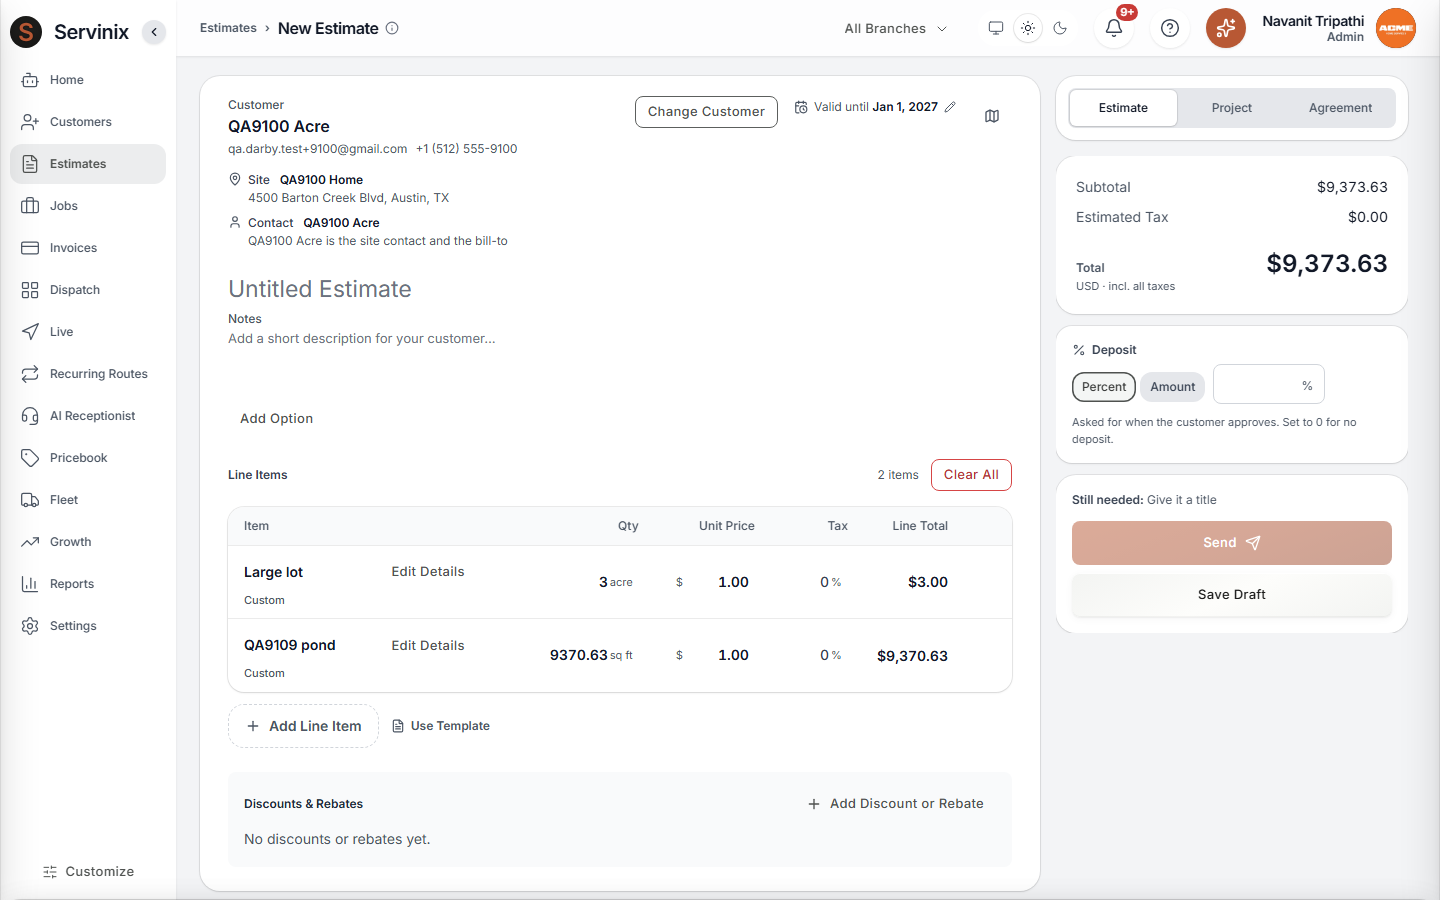 S Servinix
Home
Customers
Estimates
Jobs
Invoices
Dispatch
Live
Recurring Routes
AI Receptionist
Pricebook
Fleet
Growth
Reports
Settings
Customize
Estimates › New Estimate
All Branches
9+
Navanit Tripathi
Admin
ACME
Customer
QA9100 Acre
qa.darby.test+9100@gmail.com +1 (512) 555-9100
Change Customer
Valid until Jan 1, 2027
Site QA9100 Home
4500 Barton Creek Blvd, Austin, TX
Contact QA9100 Acre
QA9100 Acre is the site contact and the bill-to
Untitled Estimate
Notes
Add a short description for your customer...
Add Option
Line Items
2 items
Clear All
Item Qty Unit Price Tax Line Total
Large lot Edit Details 3 acre $ 1.00 0 % $3.00
Custom
QA9109 pond Edit Details 9370.63 sq ft $ 1.00 0 % $9,370.63
Custom
+ Add Line Item
Use Template
Discounts & Rebates
+ Add Discount or Rebate
No discounts or rebates yet.
Estimate Project Agreement
Subtotal $9,373.63
Estimated Tax $0.00
Total $9,373.63
USD · incl. all taxes
% Deposit
Percent Amount %
Asked for when the customer approves. Set to 0 for no
deposit.
Still needed: Give it a title
Send
Save Draft